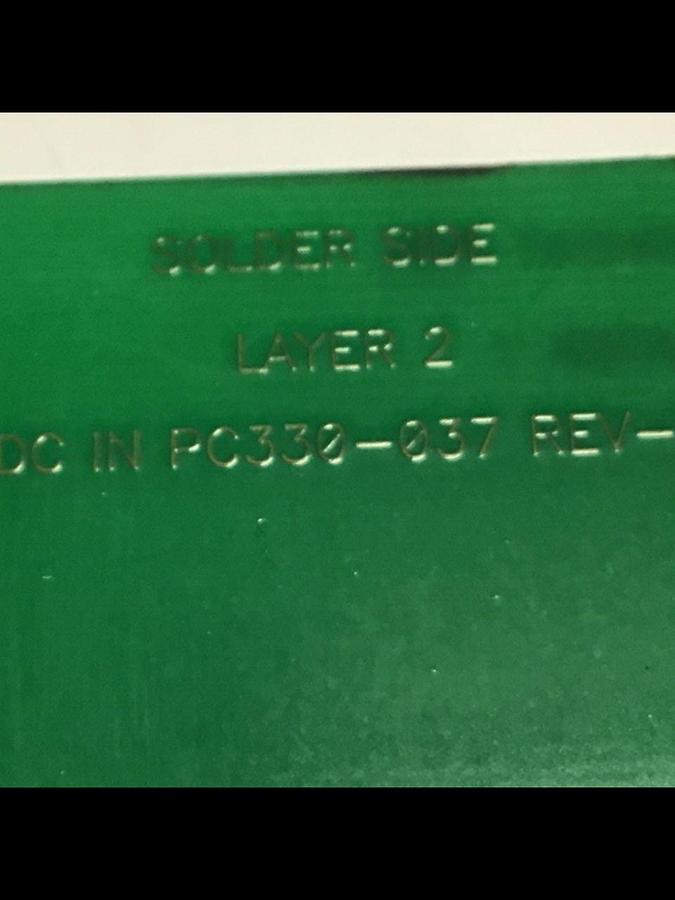 SOLDER SIDE
LAYER 2
DC IN PC330-037 REV-